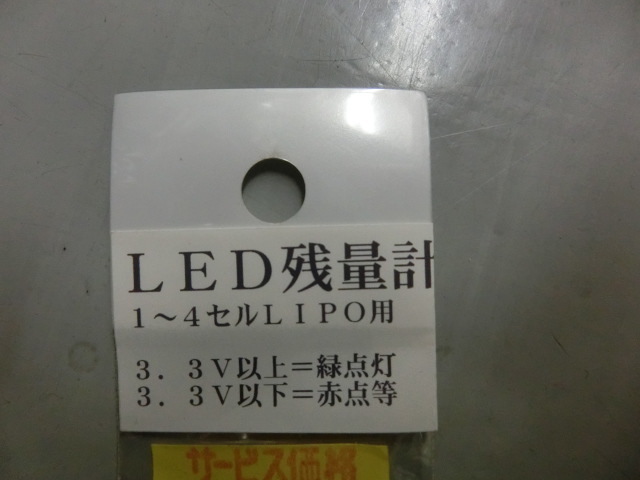 LED残量計
1～4セルLIPO用
3．3V以上＝緑点灯
3．3V以下＝赤点等
サービス価格